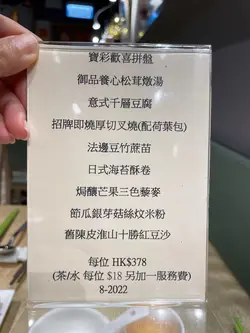 寶彩歡喜拼盤
御品養心松茸燉湯
意式千層豆腐
招牌即燒厚切叉燒(配荷葉包)
法邊豆竹蔗苗
日式海苔酥卷
焗釀芒果三色藜麥
節瓜銀芽菇絲炆米粉
舊陳皮淮山十勝紅豆沙
每位 HK$378
(茶/水 每位 $18 另加一服務費)
8-2022